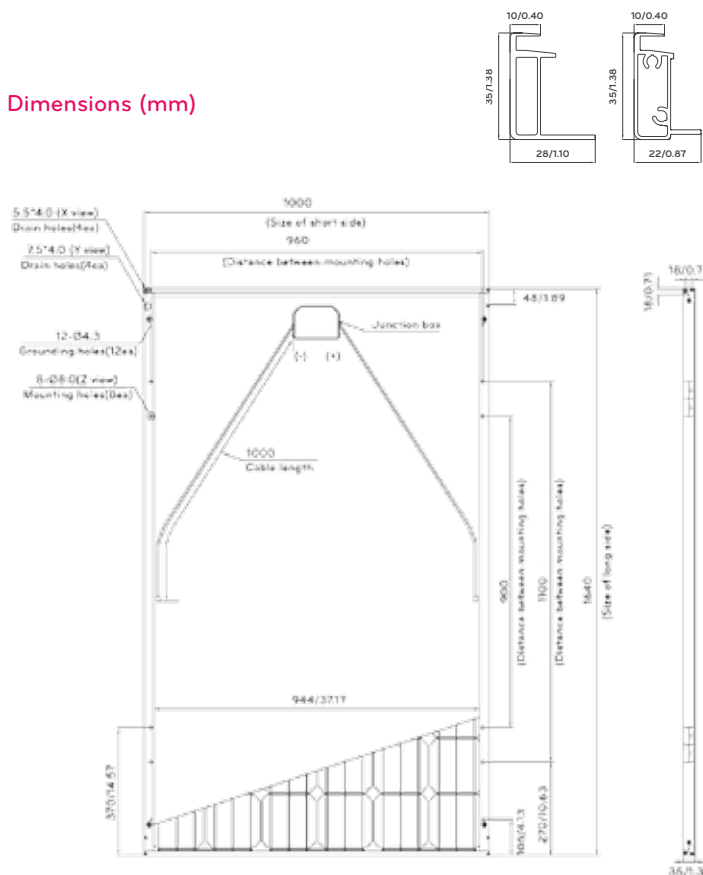 10/0.40
10/0.40
35/1.38
35/1.38
28/1.10
22/0.87
Dimensions (mm)
1000
(Size of short side)
960
(Distance between mounting holes)
5.5*4.0 (X view)
Drain holes(4ea)
7.5*4.0 (Y view)
Drain holes(4ea)
12-Ø4.3
Grounding holes(12ea)
8-Ø8.0(Z view)
Mounting holes(8ea)
48/1.89
18/0.7
18/0.71
Junction box
(-) (+)
1000
Cable length
900
(Distance between mounting holes)
1100
(Distance between mounting holes)
1640
(Size of long side)
944/37.17
370/14.57
270/10.63
35/1.3